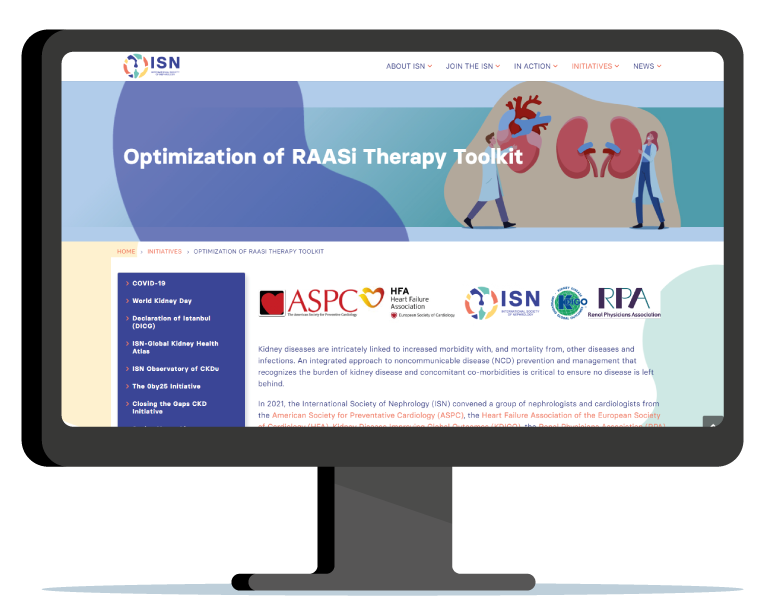 ISN
INTERNATIONAL SOCIETY
OF NEPHROLOGY
ABOUT ISN JOIN THE ISN IN ACTION INITIATIVES NEWS
Optimization of RAASi Therapy Toolkit
HOME > INITIATIVES > OPTIMIZATION OF RAASI THERAPY TOOLKIT
> COVID-19
> World Kidney Day
> Declaration of Istanbul
(DICG)
> ISN-Global Kidney Health
Atlas
> ISN Observatory of CKDu
> The 0by25 Initiative
> Closing the Gaps CKD
Initiative
ASPC
The American Society for Preventive Cardiology
HFA
Heart Failure
Association
European Society of Cardiology
ISN
INTERNATIONAL SOCIETY
OF NEPHROLOGY
KDIGO
RPA
Renal Physicians Association
Kidney diseases are intricately linked to increased morbidity with, and mortality from, other diseases and
infections. An integrated approach to noncommunicable disease (NCD) prevention and management that
recognizes the burden of kidney disease and concomitant co-morbidities is critical to ensure no disease is left
behind.
In 2021, the International Society of Nephrology (ISN) convened a group of nephrologists and cardiologists from
the American Society for Preventative Cardiology (ASPC), the Heart Failure Association of the European Society
of Cardiology (HFA), Kidney Disease Improving Global Outcomes (KDIGO), the Renal Physicians Association (RPA)